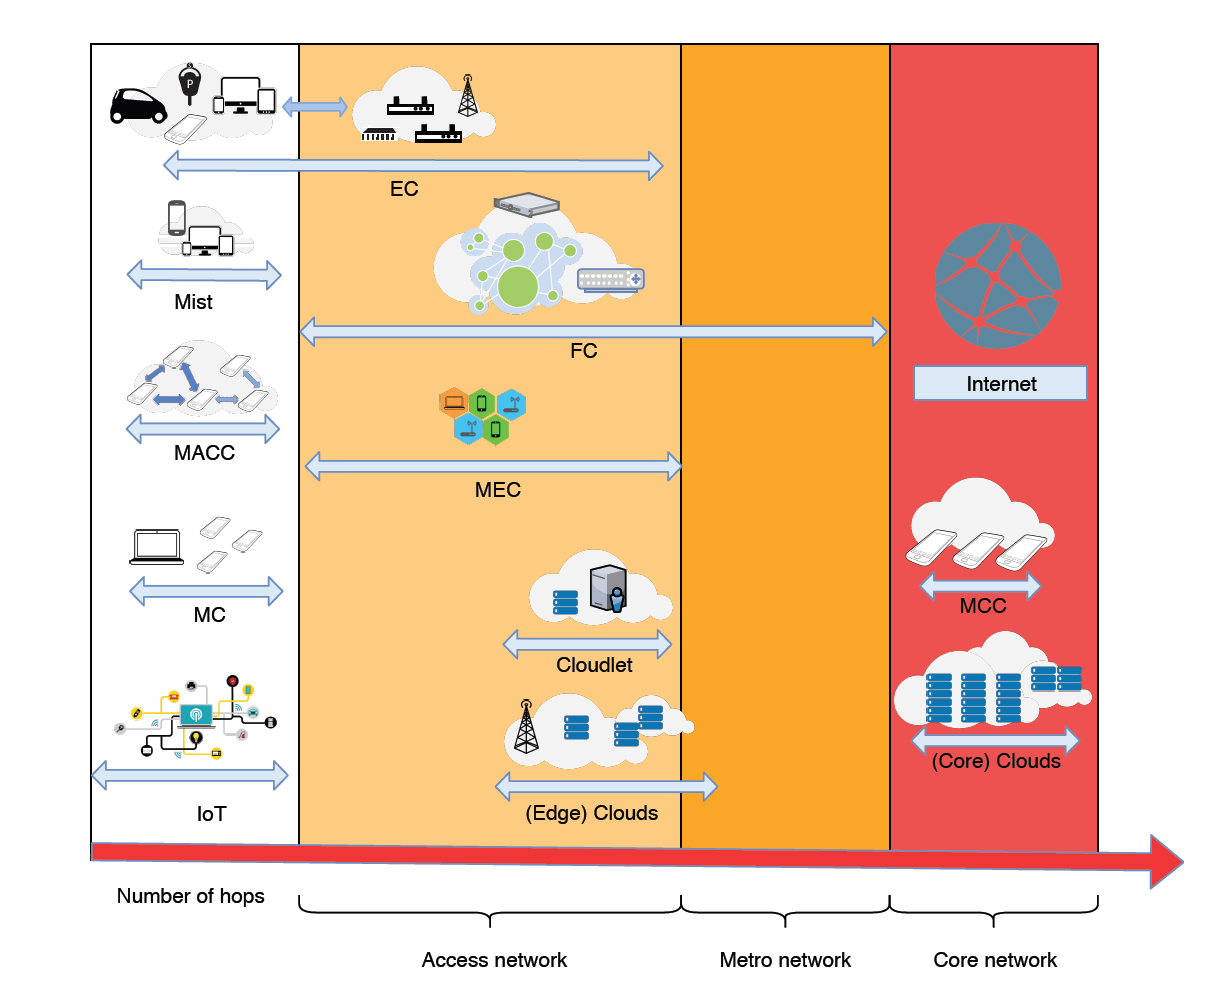 P
EC
Mist
FC
Internet
MACC
MEC
MC
MCC
Cloudlet
(Core) Clouds
IoT
(Edge) Clouds
Number of hops
Access network
Metro network
Core network